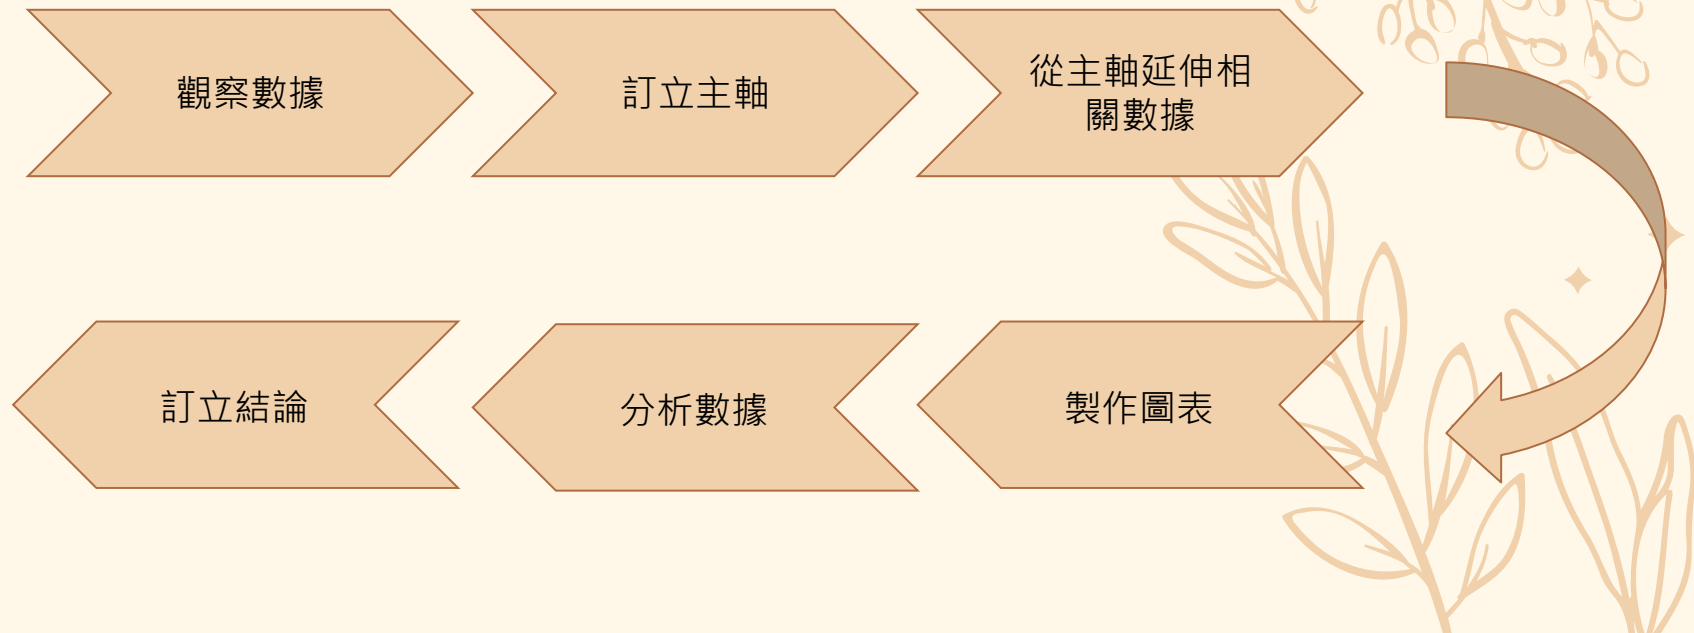 觀察數據
訂立主軸
從主軸延伸相
關數據
製作圖表
分析數據
訂立結論